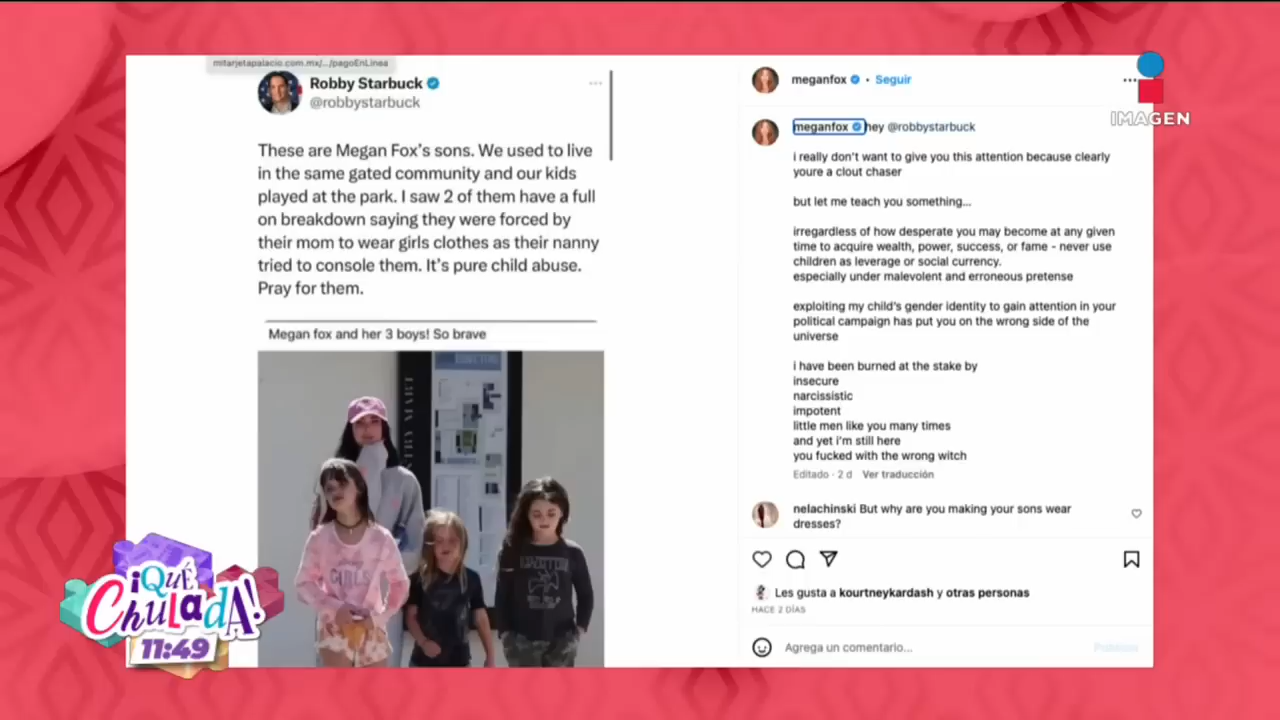 mitarjetapalacio.com.mx/.../pagoEnLinea
Robby Starbuck
@robbystarbuck
These are Megan Fox's sons. We used to live
in the same gated community and our kids
played at the park. I saw 2 of them have a full
on breakdown saying they were forced by
their mom to wear girls clothes as their nanny
tried to console them. It's pure child abuse.
Pray for them.
Megan fox and her 3 boys! So brave
GIRLS
meganfox • Seguir
meganfox hey @robbystarbuck
i really don't want to give you this attention because clearly
youre a clout chaser
but let me teach you something...
irregardless of how desperate you may become at any given
time to acquire wealth, power, success, or fame - never use
children as leverage or social currency.
especially under malevolent and erroneous pretense
exploiting my child's gender identity to gain attention in your
political campaign has put you on the wrong side of the
universe
i have been burned at the stake by
insecure
narcissistic
impotent
little men like you many times
and yet i'm still here
you fucked with the wrong witch
Editado · 2 d Ver traducción
nelachinski But why are you making your sons wear
dresses?
Les gusta a kourtneykardash y otras personas
HACE 2 DÍAS
Agrega un comentario...
Publicar
IMAGEN
¡QUÉ
ChuLadA!
11:49